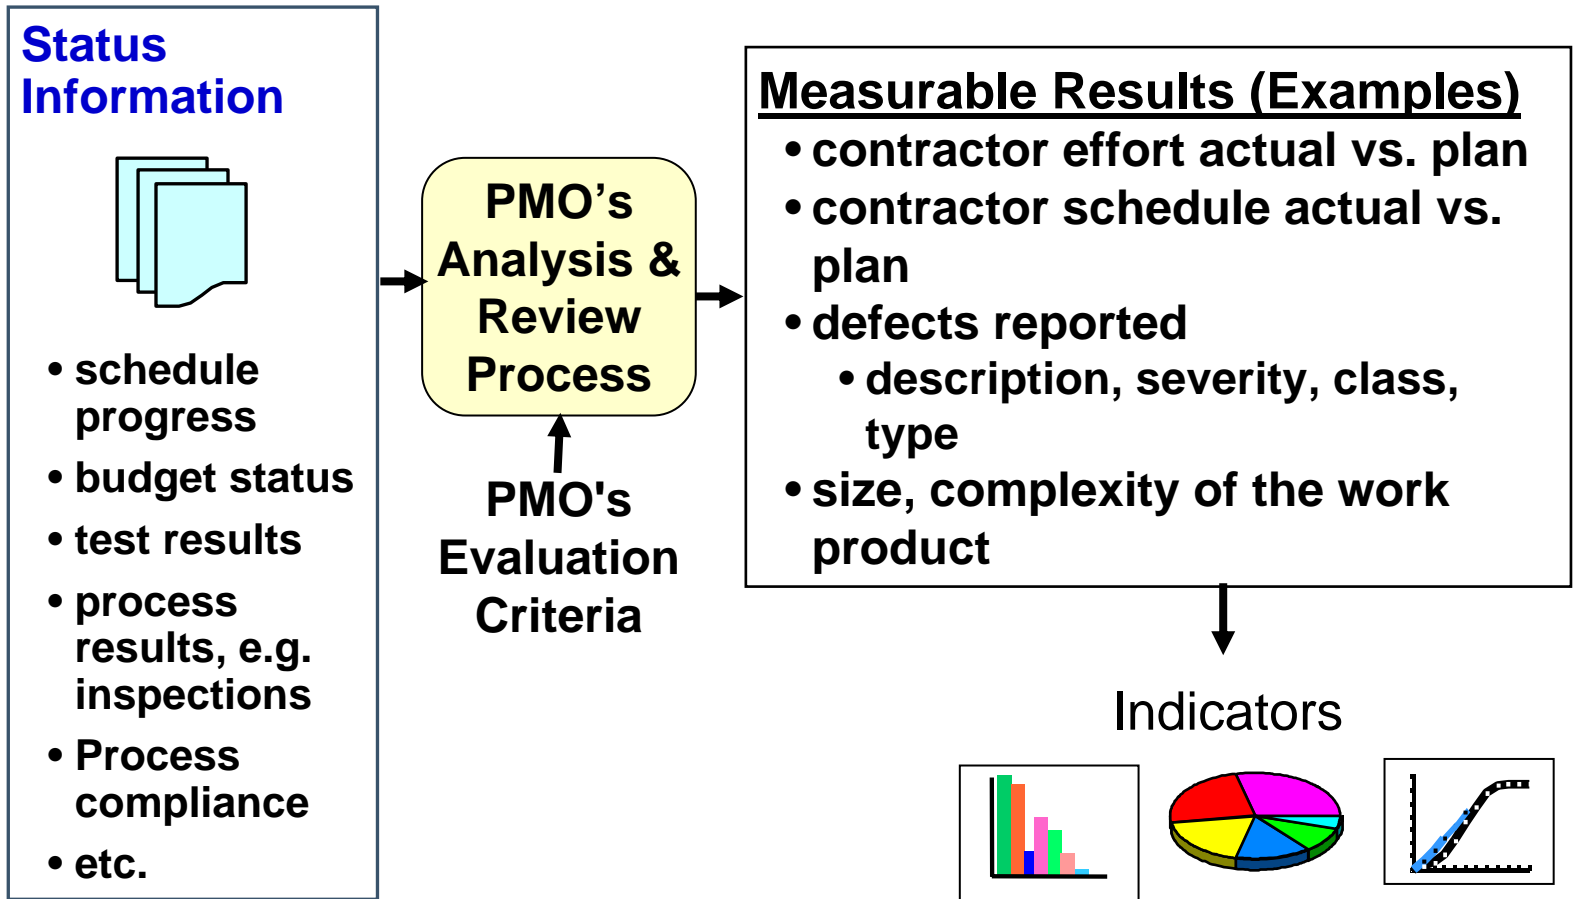 Status
Information
• schedule
progress
• budget status
• test results
• process
results, e.g.
inspections
• Process
compliance
• etc.
PMO’s
Analysis &
Review
Process
PMO's
Evaluation
Criteria
Measurable Results (Examples)
• contractor effort actual vs. plan
• contractor schedule actual vs.
plan
• defects reported
• description, severity, class,
type
• size, complexity of the work
product
Indicators